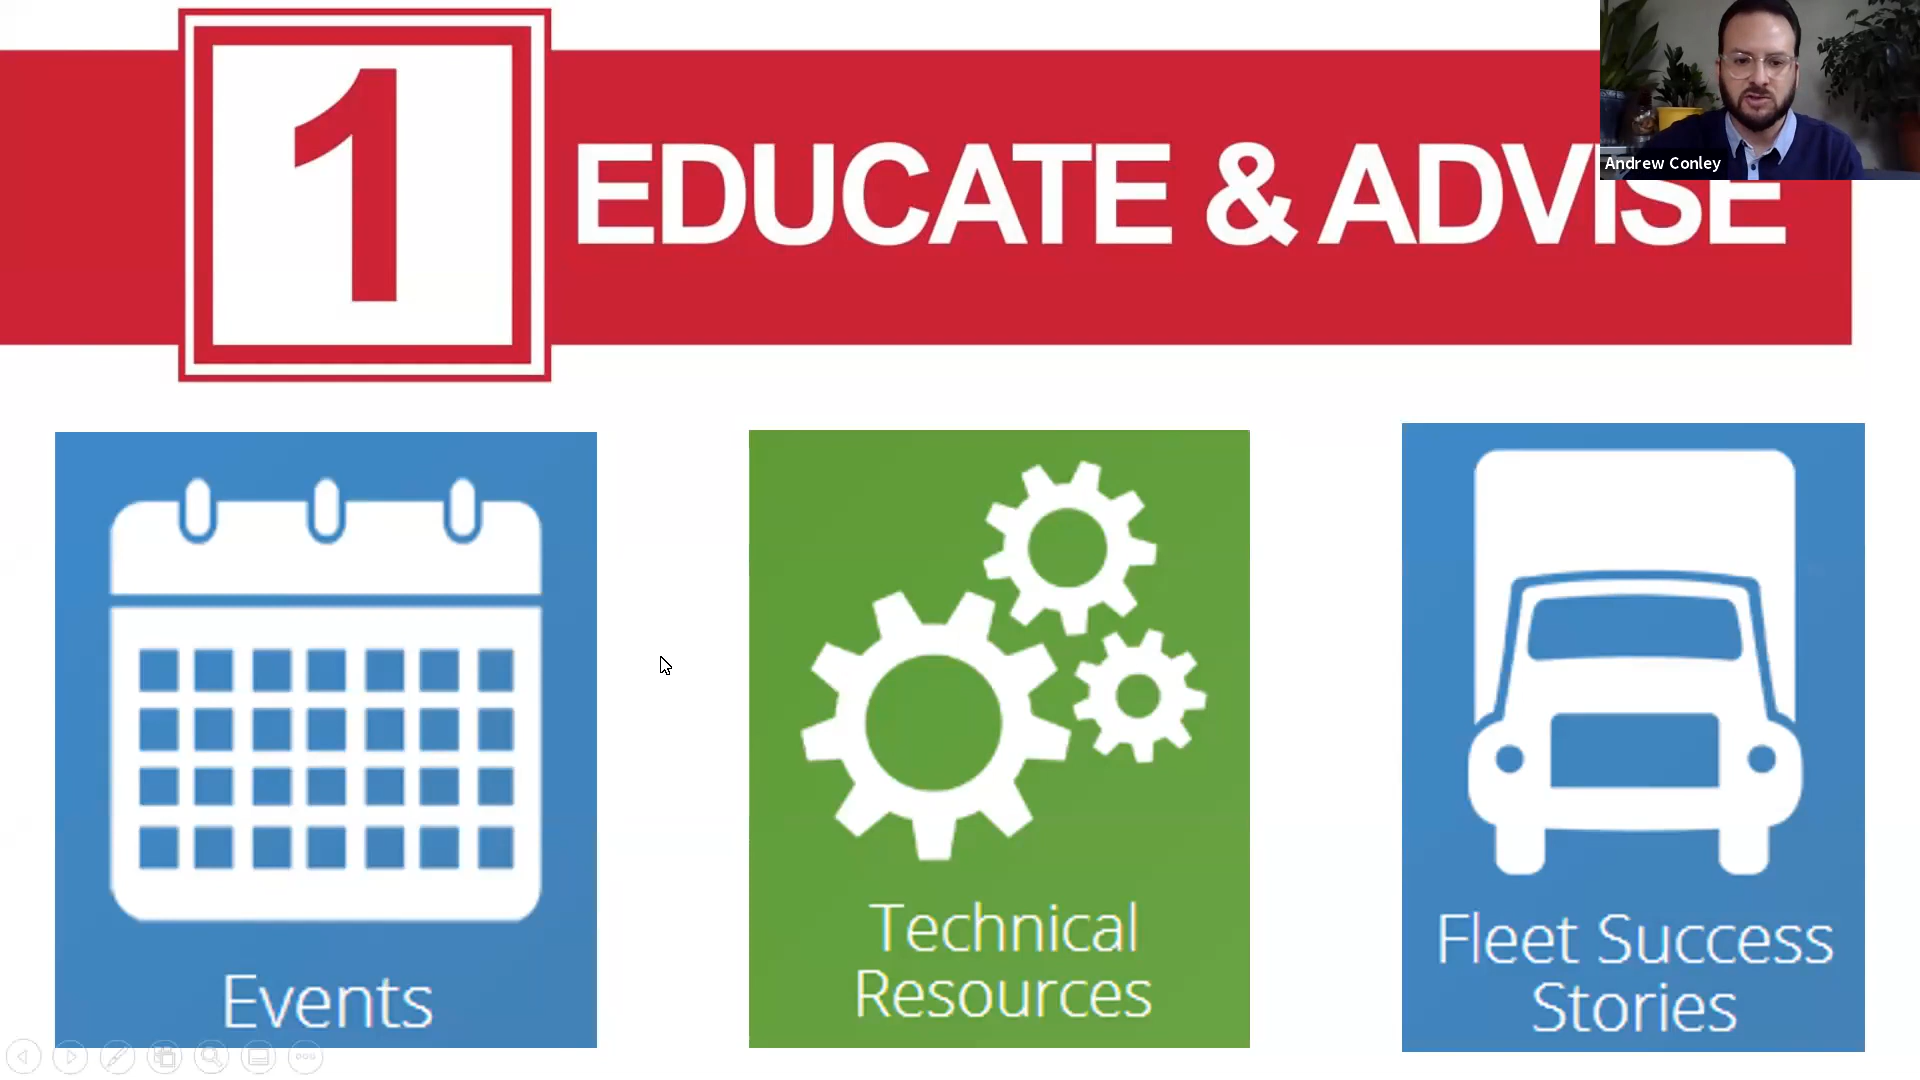 1
EDUCATE & ADVISE
Andrew Conley
Events
Technical
Resources
Fleet Success
Stories